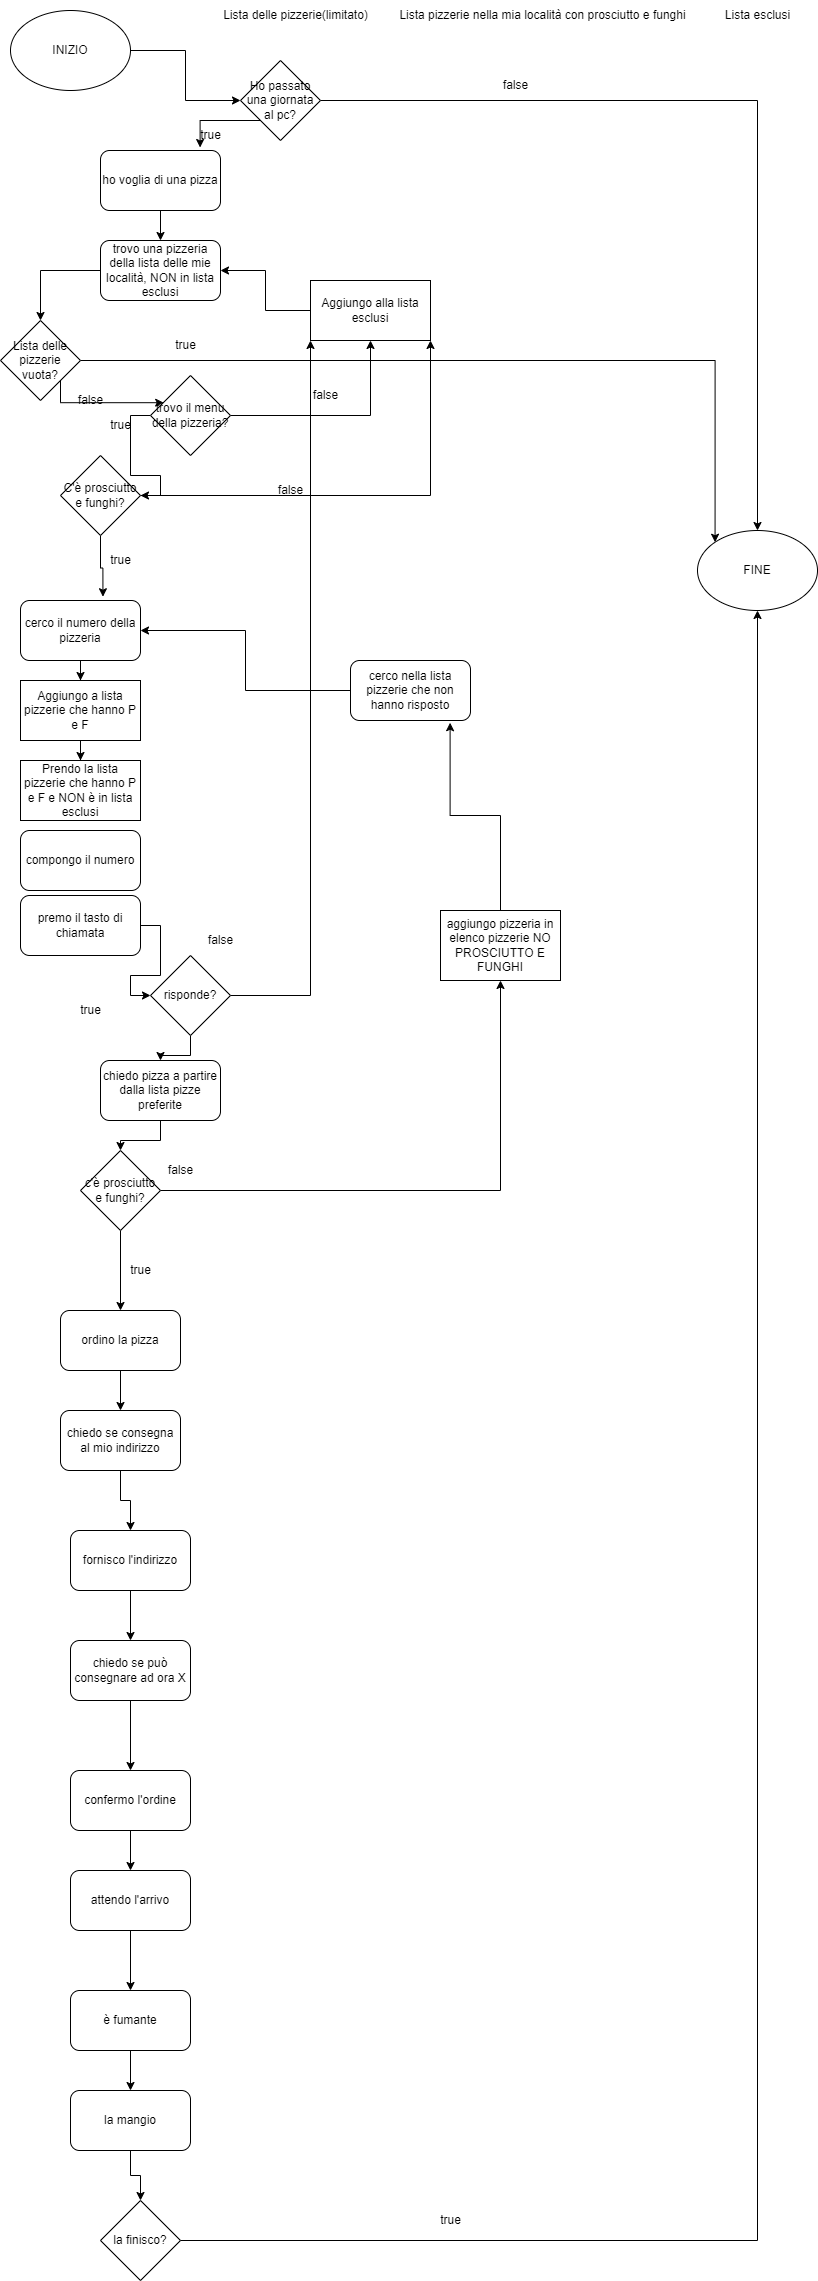 Lista delle pizzerie(limitato)
Lista pizzerie nella mia località con prosciutto e funghi
Lista esclusi
INIZIO
Ho passato
una giornata
al pc?
false
true
ho voglia di una pizza
trovo una pizzeria
della lista delle mie
località, NON in lista
esclusi
Aggiungo alla lista
esclusi
Lista delle
pizzerie
vuota?
true
false
trovo il menu
della pizzeria?
false
true
C'è prosciutto
e funghi?
false
true
FINE
cerco il numero della
pizzeria
cerco nella lista
pizzerie che non
hanno risposto
Aggiungo a lista
pizzerie che hanno P
e F
Prendo la lista
pizzerie che hanno P
e F e NON è in lista
esclusi
compongo il numero
premo il tasto di
chiamata
aggiungo pizzeria in
elenco pizzerie NO
PROSCIUTTO E
FUNGHI
false
risponde?
true
chiedo pizza a partire
dalla lista pizze
preferite
false
c'è prosciutto
e funghi?
true
ordino la pizza
chiedo se consegna
al mio indirizzo
fornisco l'indirizzo
chiedo se può
consegnare ad ora X
confermo l'ordine
attendo l'arrivo
è fumante
la mangio
true
la finisco?